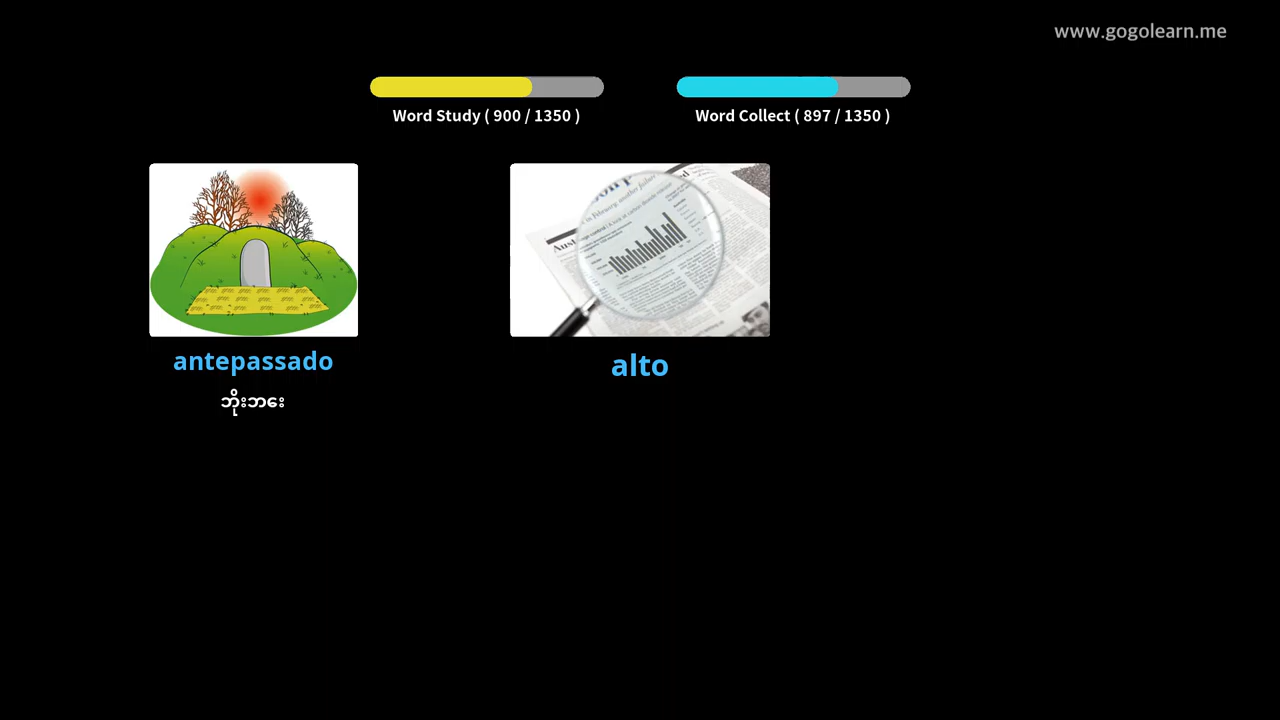 www.gogolearn.me
Word Study ( 900 / 1350 )
Word Collect ( 897 / 1350 )
antepassado
ဘိုးဘေး
alto